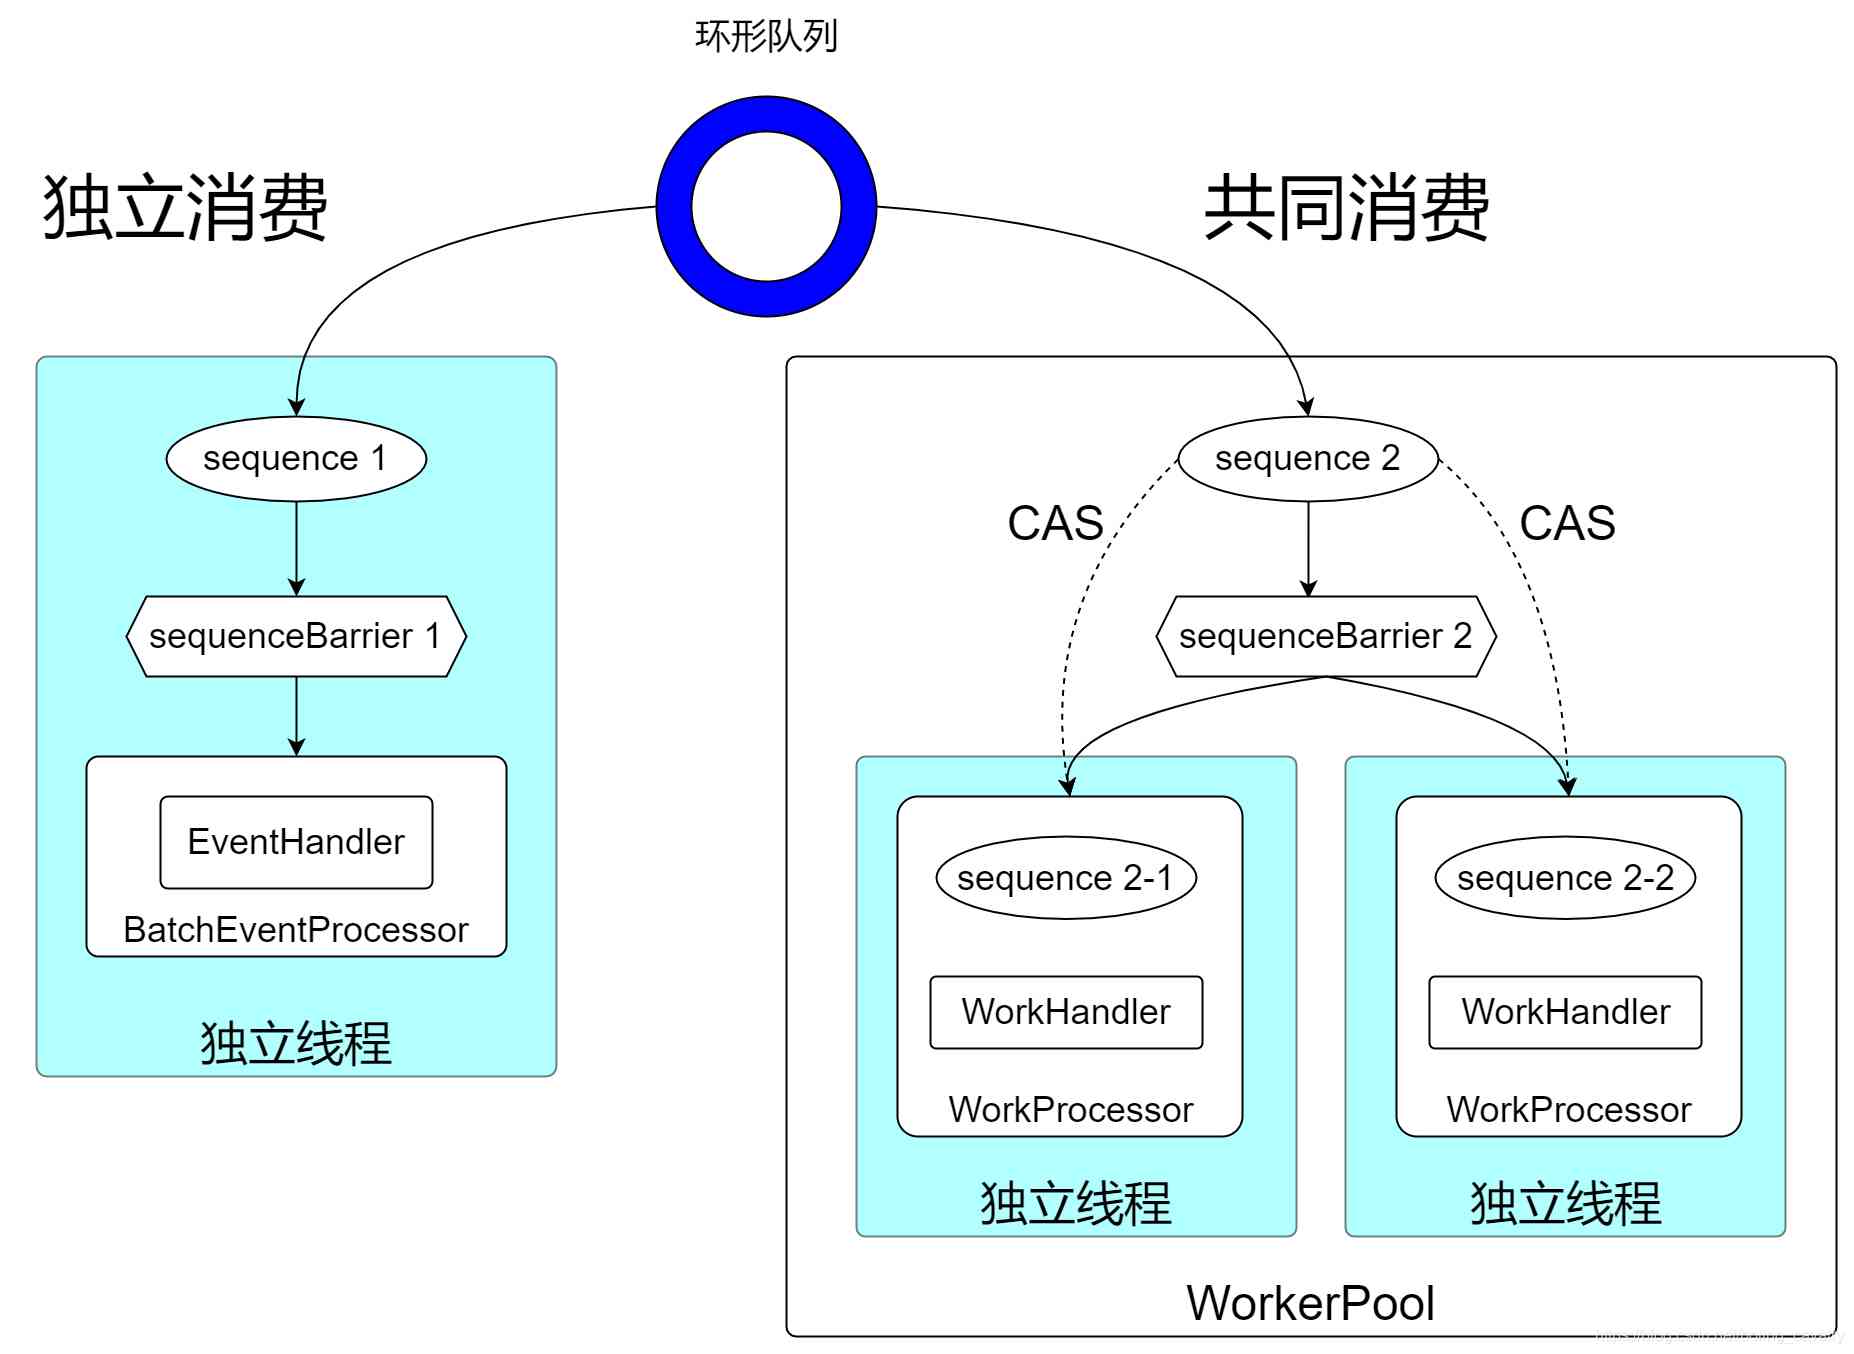 环形队列
独立消费
共同消费
sequence 1
sequence 2
CAS
CAS
sequenceBarrier 1
sequenceBarrier 2
EventHandler
BatchEventProcessor
独立线程
sequence 2-1
sequence 2-2
WorkHandler
WorkHandler
WorkProcessor
WorkProcessor
独立线程
独立线程
WorkerPool